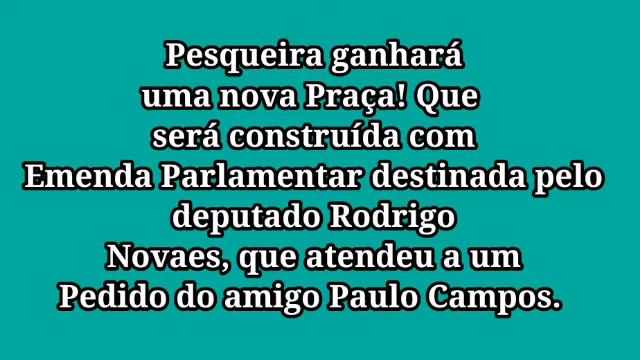 Pesqueira ganhará
uma nova Praça! Que
será construída com
Emenda Parlamentar destinada pelo
deputado Rodrigo
Novaes, que atendeu a um
Pedido do amigo Paulo Campos.